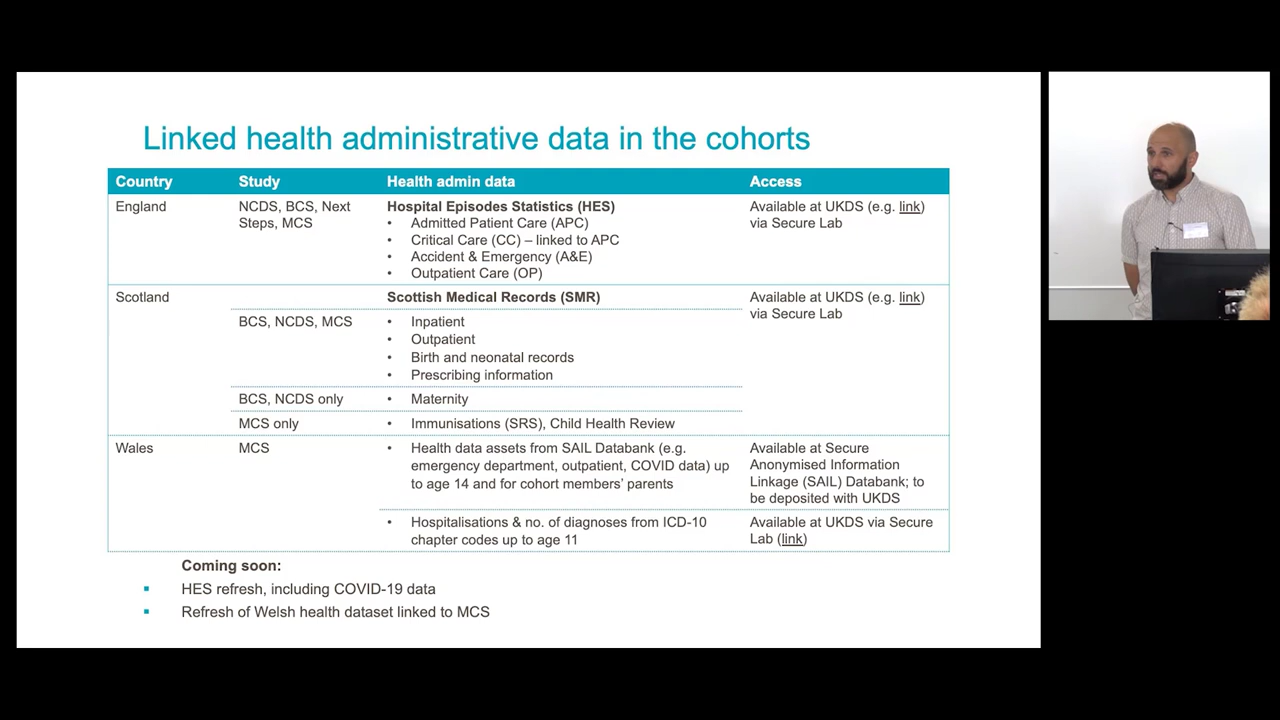 Linked health administrative data in the cohorts
Country Study Health admin data Access
England NCDS, BCS, Next Steps, MCS
Hospital Episodes Statistics (HES)
• Admitted Patient Care (APC)
• Critical Care (CC) – linked to APC
• Accident & Emergency (A&E)
• Outpatient Care (OP)
Available at UKDS (e.g. link)
via Secure Lab
Scotland
Scottish Medical Records (SMR)
Available at UKDS (e.g. link)
via Secure Lab
BCS, NCDS, MCS
• Inpatient
• Outpatient
• Birth and neonatal records
• Prescribing information
BCS, NCDS only
• Maternity
MCS only
• Immunisations (SRS), Child Health Review
Wales
MCS
• Health data assets from SAIL Databank (e.g.
emergency department, outpatient, COVID data) up
to age 14 and for cohort members' parents
Available at Secure
Anonymised Information
Linkage (SAIL) Databank; to
be deposited with UKDS
• Hospitalisations & no. of diagnoses from ICD-10
chapter codes up to age 11
Available at UKDS via Secure
Lab (link)
Coming soon:
▪ HES refresh, including COVID-19 data
▪ Refresh of Welsh health dataset linked to MCS